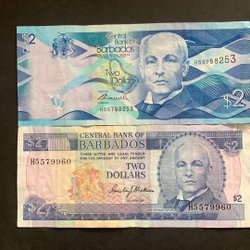 $2
Central
Bank of
Barbados
H56788253
Two
Dollars
H56788253
$2
CENTRAL BANK OF
BARBADOS
$2
$2
THESE NOTES ARE LEGAL TENDER
FOR THE PAYMENT OF ANY AMOUNT
H5579960
H5579960
TWO
DOLLARS
$2